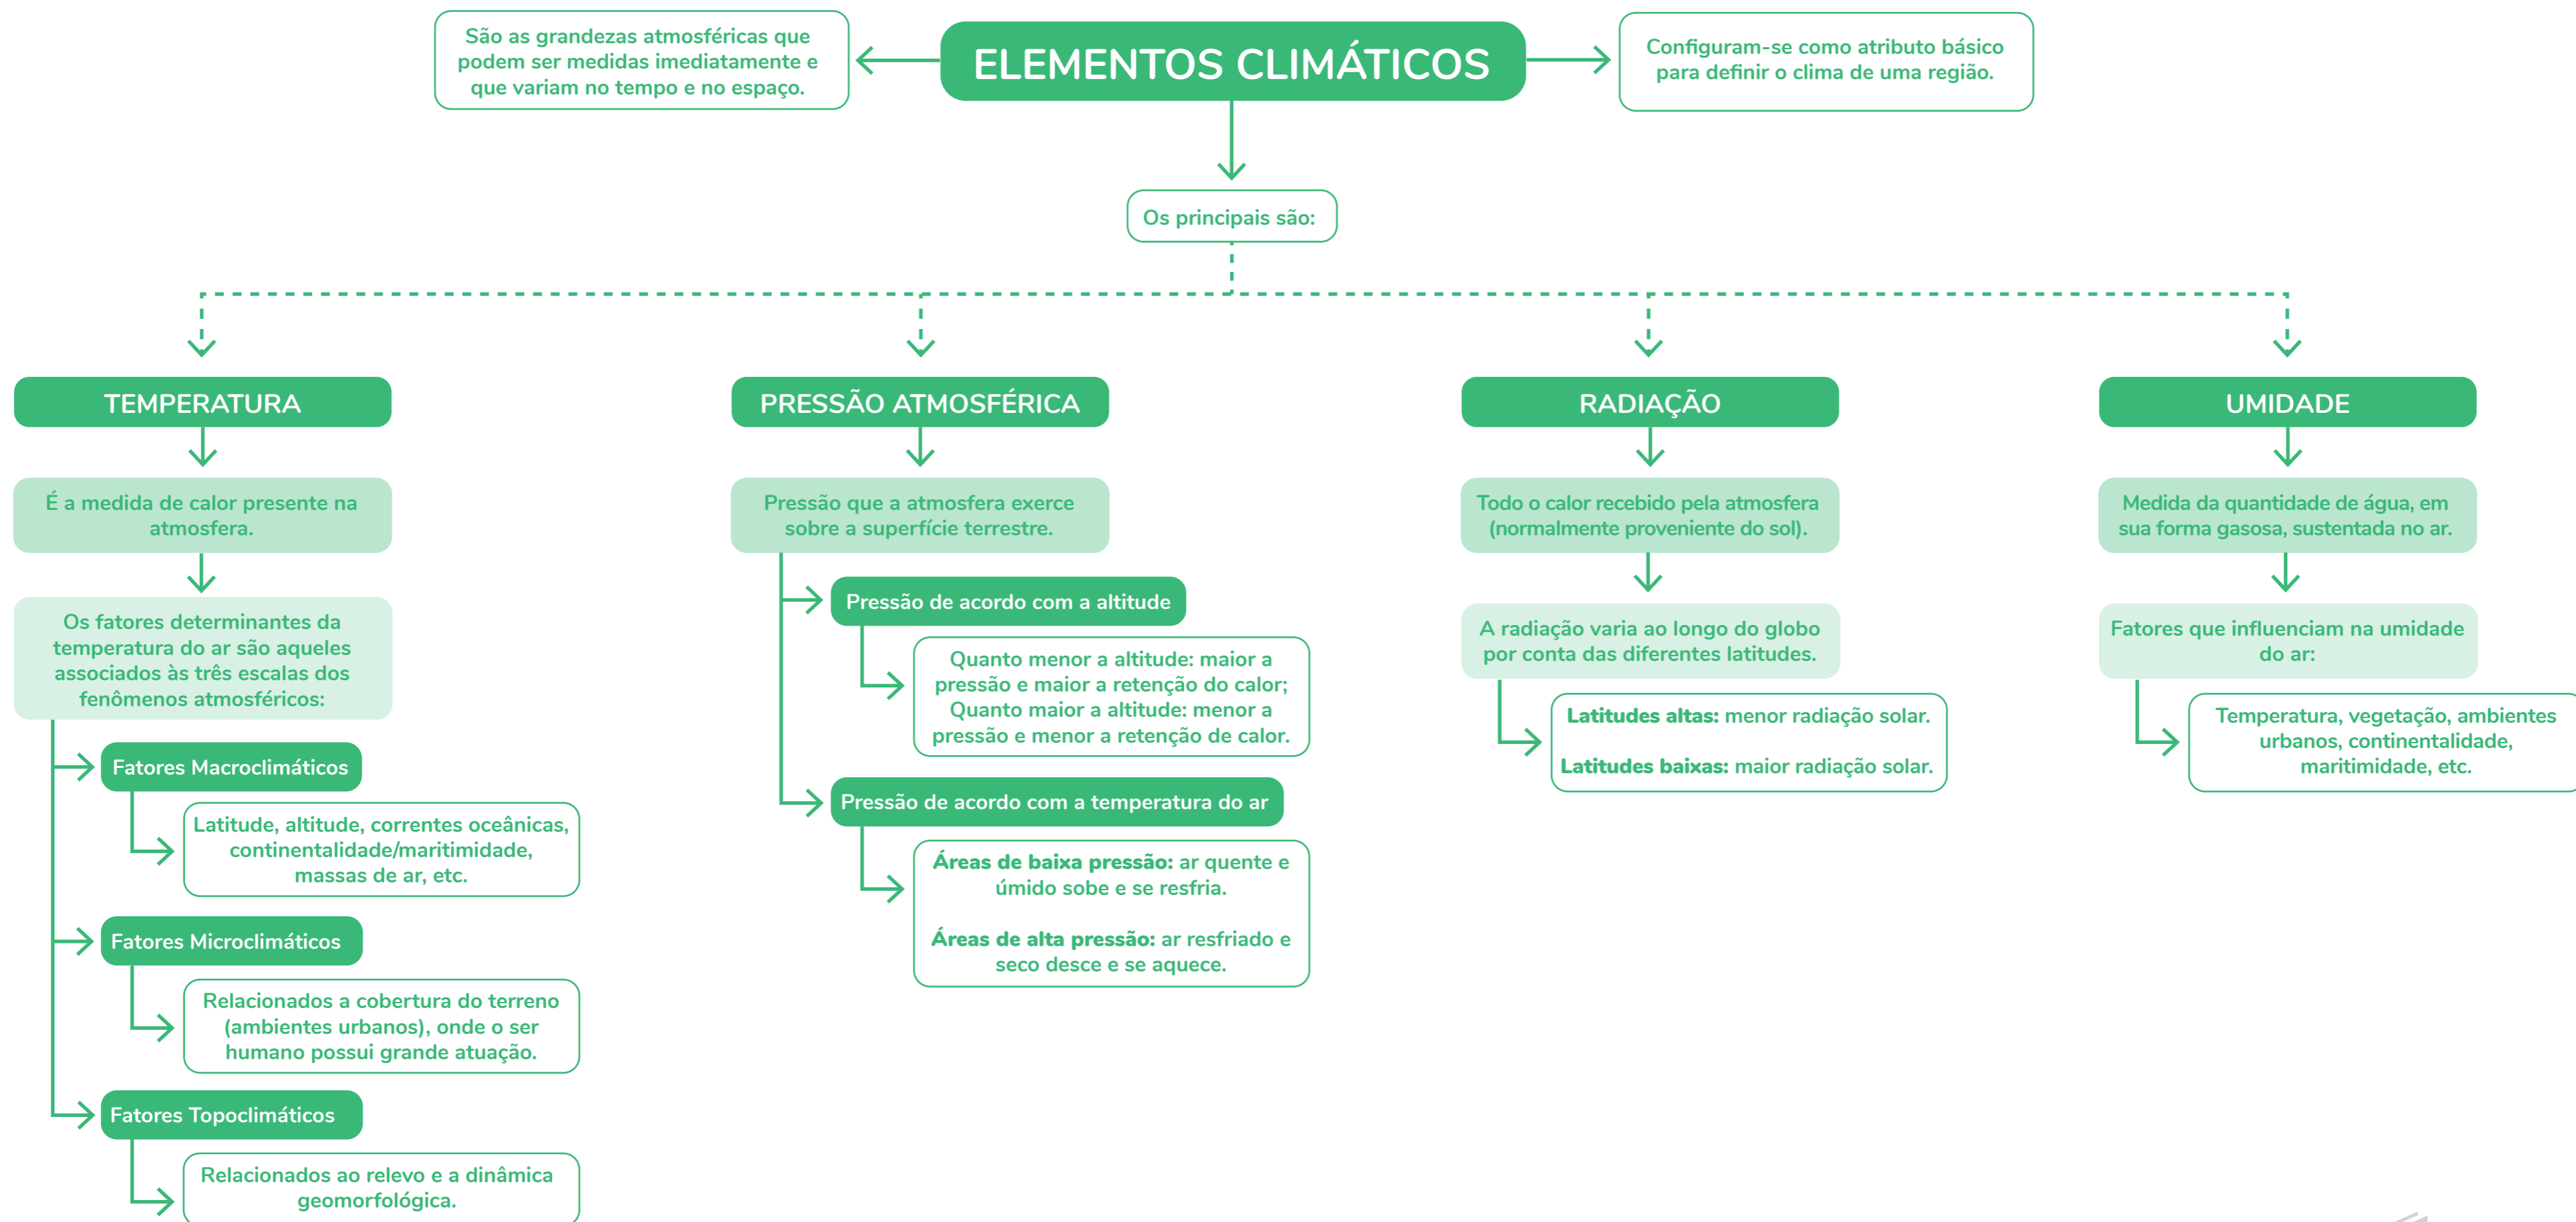 São as grandezas atmosféricas que
podem ser medidas imediatamente e
que variam no tempo e no espaço.
ELEMENTOS CLIMÁTICOS
Configuram-se como atributo básico
para definir o clima de uma região.
Os principais são:
TEMPERATURA
É a medida de calor presente na
atmosfera.
Os fatores determinantes da
temperatura do ar são aqueles
associados às três escalas dos
fenômenos atmosféricos:
Fatores Macroclimáticos
Latitude, altitude, correntes oceânicas,
continentalidade/maritimidade,
massas de ar, etc.
Fatores Microclimáticos
Relacionados a cobertura do terreno
(ambientes urbanos), onde o ser
humano possui grande atuação.
Fatores Topoclimáticos
Relacionados ao relevo e a dinâmica
geomorfológica.
PRESSÃO ATMOSFÉRICA
Pressão que a atmosfera exerce
sobre a superfície terrestre.
Pressão de acordo com a altitude
Quanto menor a altitude: maior a
pressão e maior a retenção do calor;
Quanto maior a altitude: menor a
pressão e menor a retenção de calor.
Pressão de acordo com a temperatura do ar
Áreas de baixa pressão: ar quente e
úmido sobe e se resfria.
Áreas de alta pressão: ar resfriado e
seco desce e se aquece.
RADIAÇÃO
Todo o calor recebido pela atmosfera
(normalmente proveniente do sol).
A radiação varia ao longo do globo
por conta das diferentes latitudes.
Latitudes altas: menor radiação solar.
Latitudes baixas: maior radiação solar.
UMIDADE
Medida da quantidade de água, em
sua forma gasosa, sustentada no ar.
Fatores que influenciam na umidade
do ar:
Temperatura, vegetação, ambientes
urbanos, continentalidade,
maritimidade, etc.